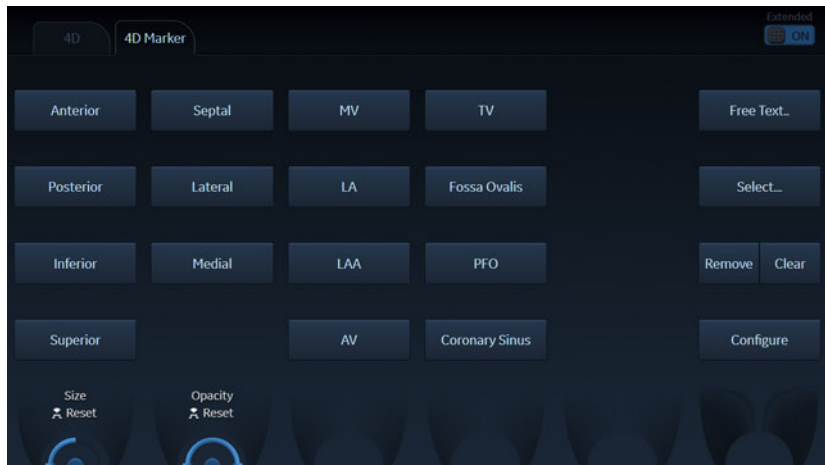 4D 4D Marker Extended
ON
Anterior Septal MV TV Free Text..
Posterior Lateral LA Fossa Ovalis Select...
Inferior Medial LAA PFO Remove Clear
Superior AV Coronary Sinus Configure
Size Opacity
Reset Reset